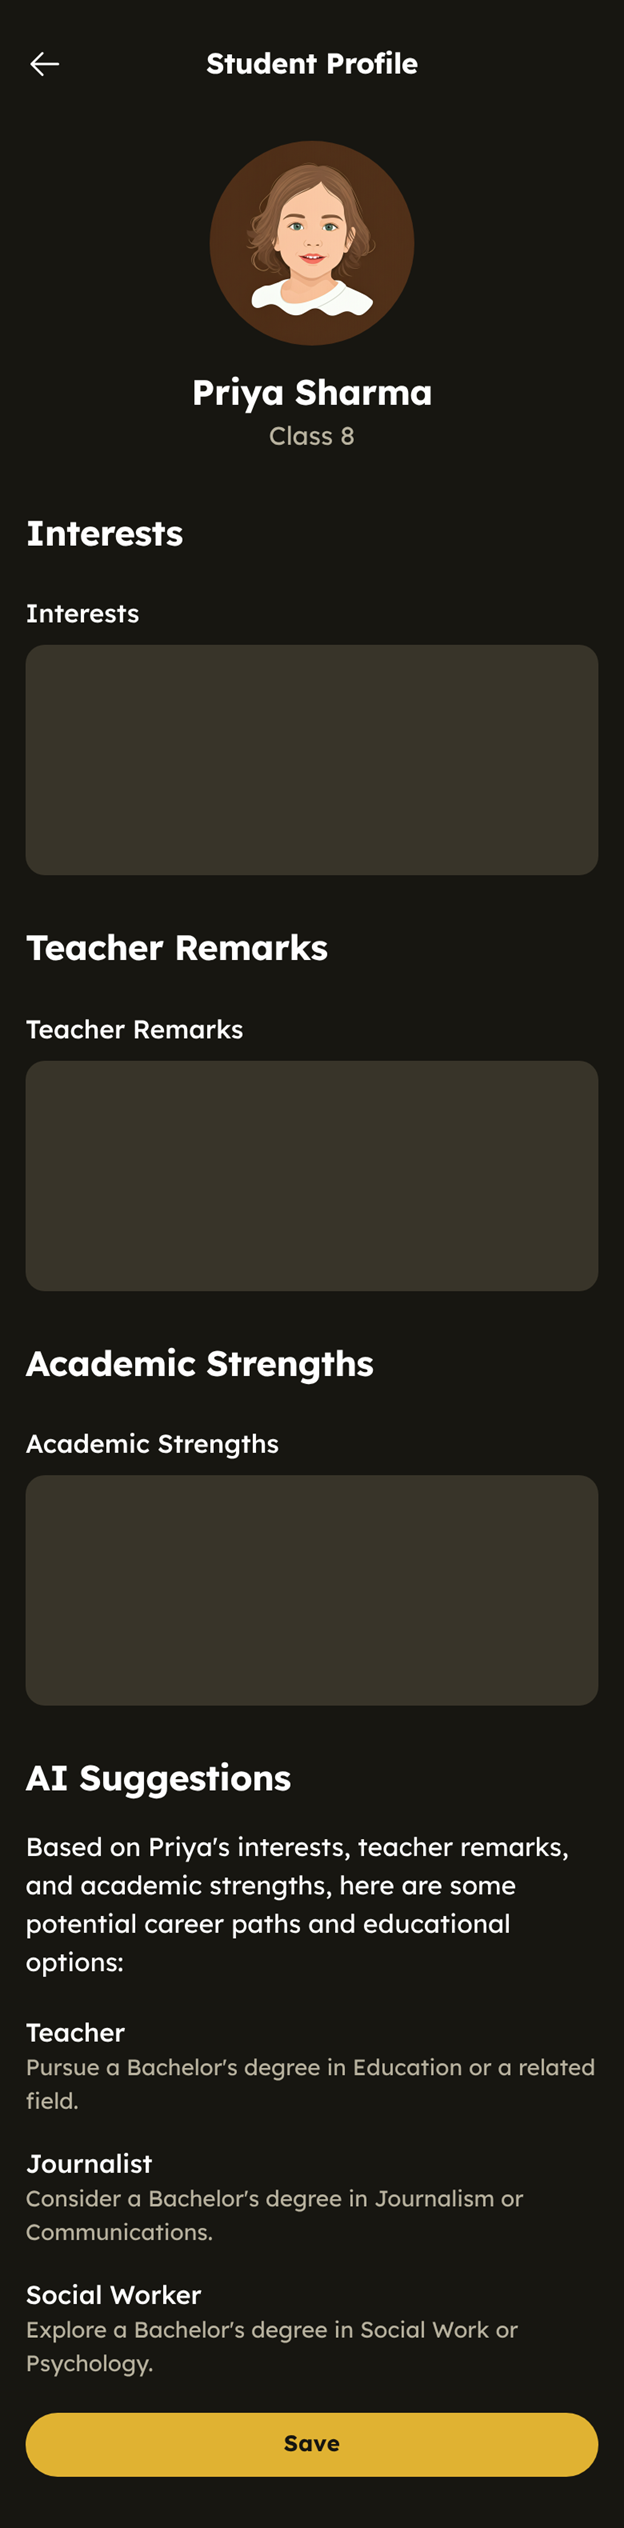 Student Profile
Priya Sharma
Class 8
Interests
Interests
Teacher Remarks
Teacher Remarks
Academic Strengths
Academic Strengths
AI Suggestions
Based on Priya's interests, teacher remarks,
and academic strengths, here are some
potential career paths and educational
options:
Teacher
Pursue a Bachelor's degree in Education or a related
field.
Journalist
Consider a Bachelor's degree in Journalism or
Communications.
Social Worker
Explore a Bachelor's degree in Social Work or
Psychology.
Save